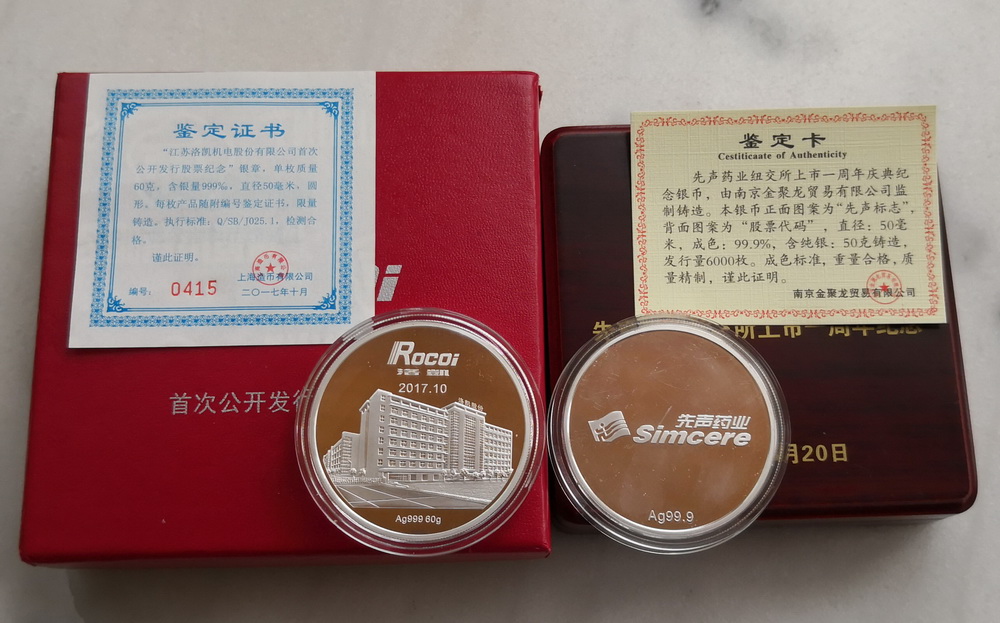 鉴定证书
“江苏洛凯机电股份有限公司首次
公开发行股票纪念”银章，单枚质量
60克，含银量999‰，直径50毫米，圆
形。每枚产品随附编号鉴定证书，限量
铸造。执行标准：Q/SB/J025.1，检测合
格。
谨此证明。
上海造币有限公司
编号：
0415
二〇一七年十月
首次公开发行
Rocoi
洛凯
2017.10
Ag999 60g
鉴定卡
Cestiticaate of Authenticity
先声药业纽交所上市一周年庆典纪
念银币，由南京金聚龙贸易有限公司监
制铸造。本银币正面图案为“先声标志”，
背面图案为“股票代码”，直径：50毫
米，成色：99.9%，含纯银：50克铸造，
发行量6000枚。成色标准，重量合格，质
量精制，谨此证明。
南京金聚龙贸易有限公司
所上市一周年纪念
月20日
先声药业
Simcere
Ag99.9